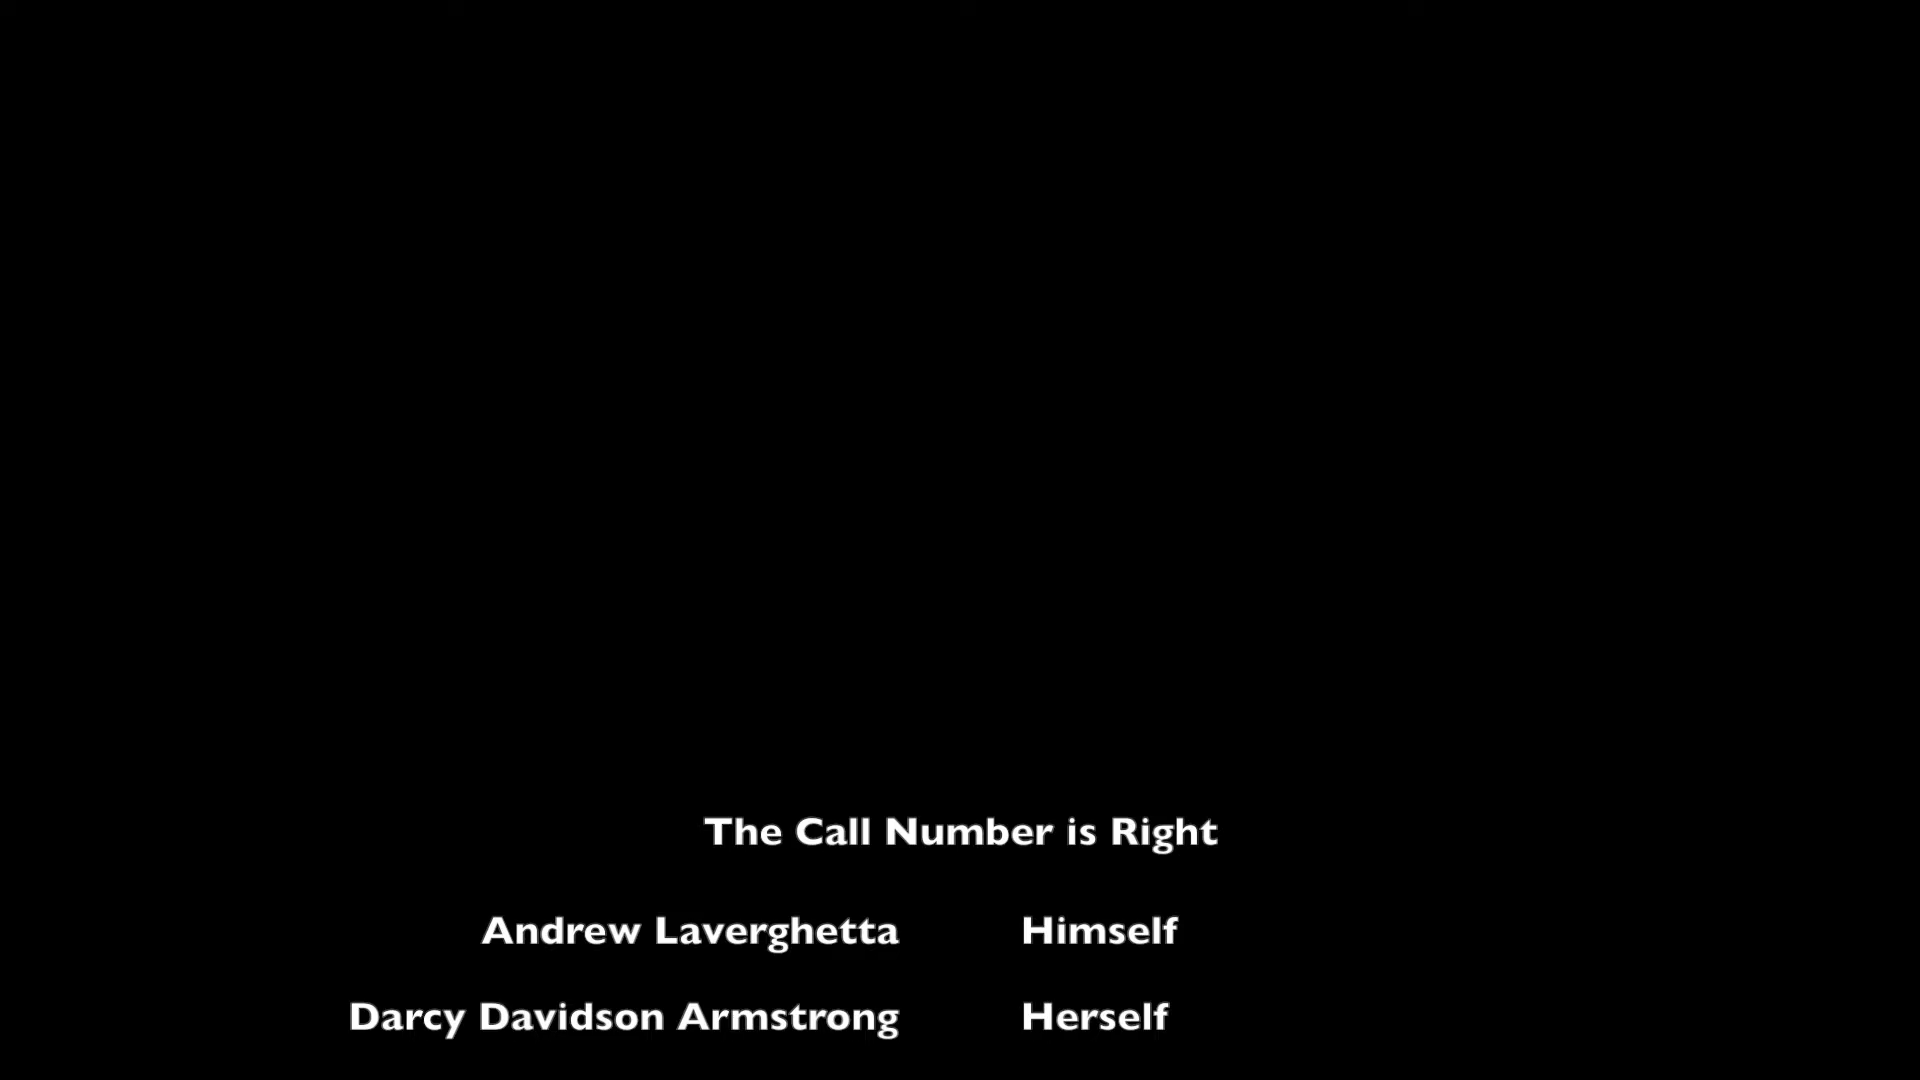 The Call Number is Right
Andrew Laverghetta Himself
Darcy Davidson Armstrong Herself